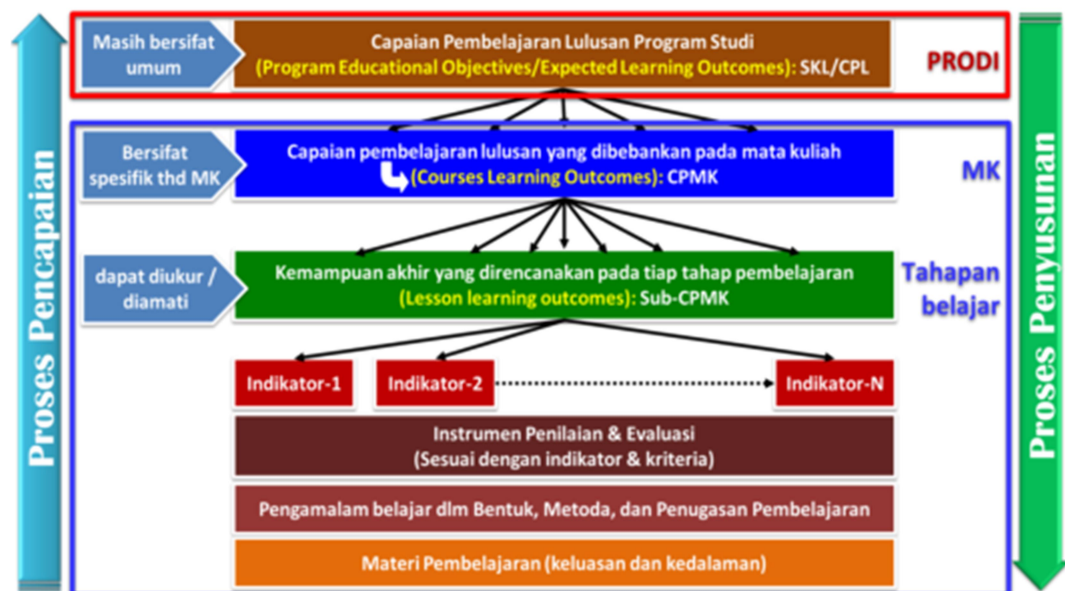 Proses Pencapaian
Masih bersifat
umum
Capaian Pembelajaran Lulusan Program Studi
(Program Educational Objectives/Expected Learning Outcomes): SKL/CPL
PRODI
Bersifat
spesifik thd MK
Capaian pembelajaran lulusan yang dibebankan pada mata kuliah
(Courses Learning Outcomes): CPMK
MK
dapat diukur /
diamati
Kemampuan akhir yang direncanakan pada tiap tahap pembelajaran
(Lesson learning outcomes): Sub-CPMK
Tahapan
belajar
Indikator-1
Indikator-2
Indikator-N
Instrumen Penilaian & Evaluasi
(Sesuai dengan indikator & kriteria)
Pengamalam belajar dlm Bentuk, Metoda, dan Penugasan Pembelajaran
Materi Pembelajaran (keluasan dan kedalaman)
Proses Penyusunan